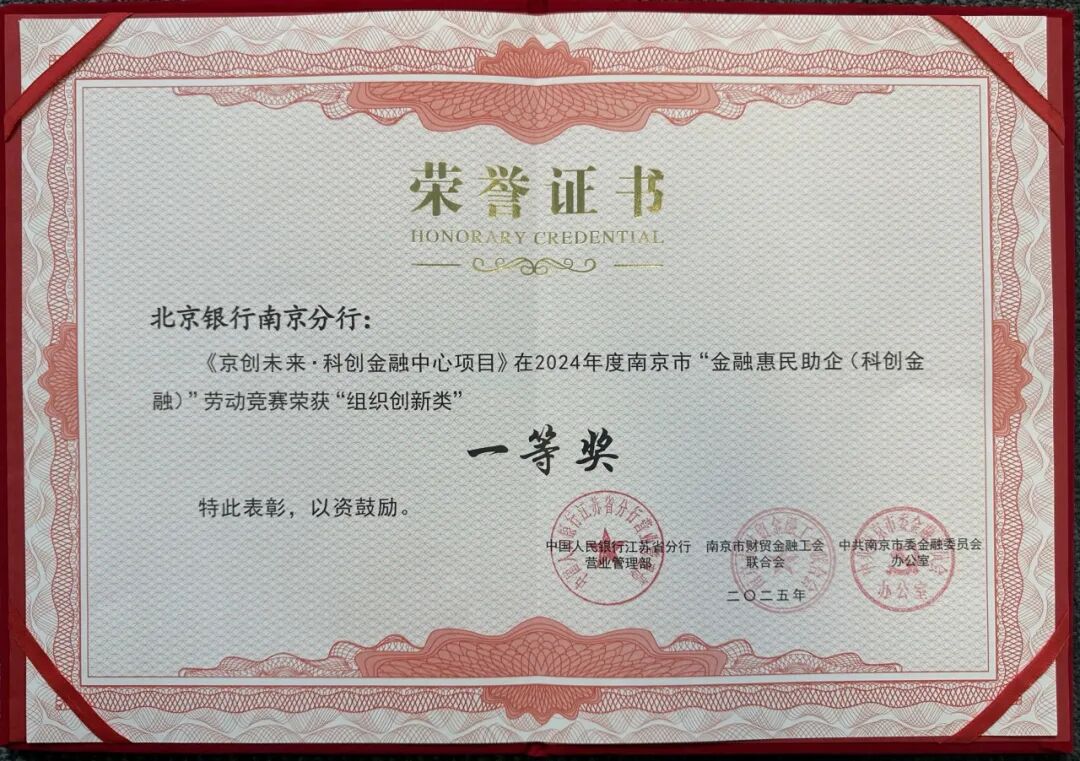 荣誉证书
HONORARY CREDENTIAL
北京银行南京分行：
《京创未来·科创金融中心项目》在2024年度南京市“金融惠民助企（科创金
融）”劳动竞赛荣获“组织创新类”
一等奖
特此表彰，以资鼓励。
中国人民银行江苏省分行
营业管理部
南京市财贸金融工会
联合会
中共南京市委金融委员会
办公室
二〇二五年